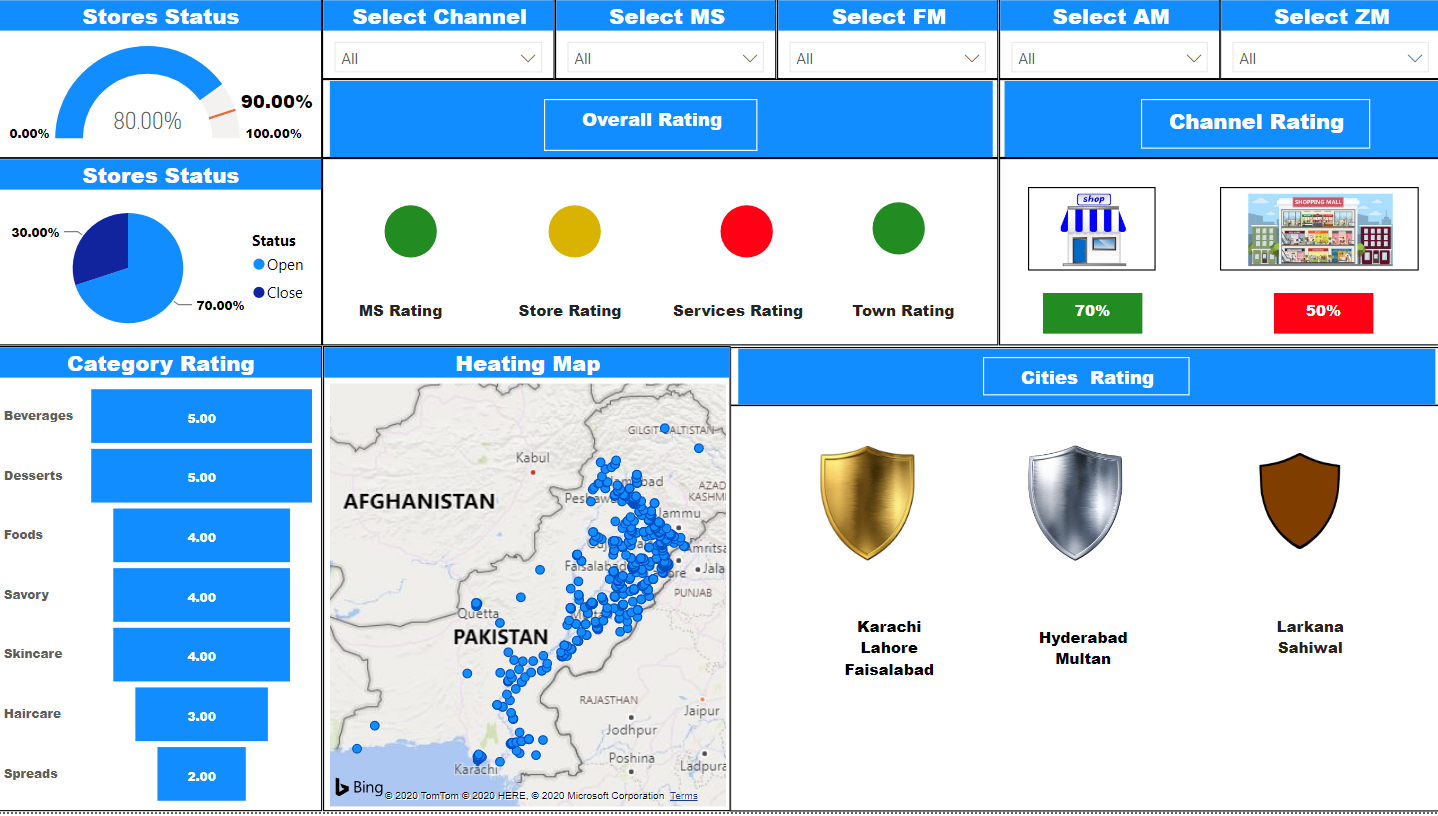 Stores Status
Select Channel
Select MS
Select FM
Select AM
Select ZM
All
All
All
All
All
80.00%
90.00%
0.00%
100.00%
Overall Rating
Channel Rating
Stores Status
30.00%
70.00%
Status
Open
Close
MS Rating
Store Rating
Services Rating
Town Rating
shop
SHOPPING MALL
70%
50%
Category Rating
Beverages
5.00
Desserts
5.00
Foods
4.00
Savory
4.00
Skincare
4.00
Haircare
3.00
Spreads
2.00
Heating Map
GILGIT-BALTISTAN
Kabul
AFGHANISTAN
AZAD
KASHMI
Jammu
Amritsa
Faisalabad
Jala
PUNJAB
Quetta
PAKISTAN
RAJASTHAN
Jaipur
Jodhpur
Poshina
Ladpura
Karachi
Bing
© 2020 TomTom © 2020 HERE, © 2020 Microsoft Corporation Terms
Cities Rating
Karachi
Lahore
Faisalabad
Hyderabad
Multan
Larkana
Sahiwal